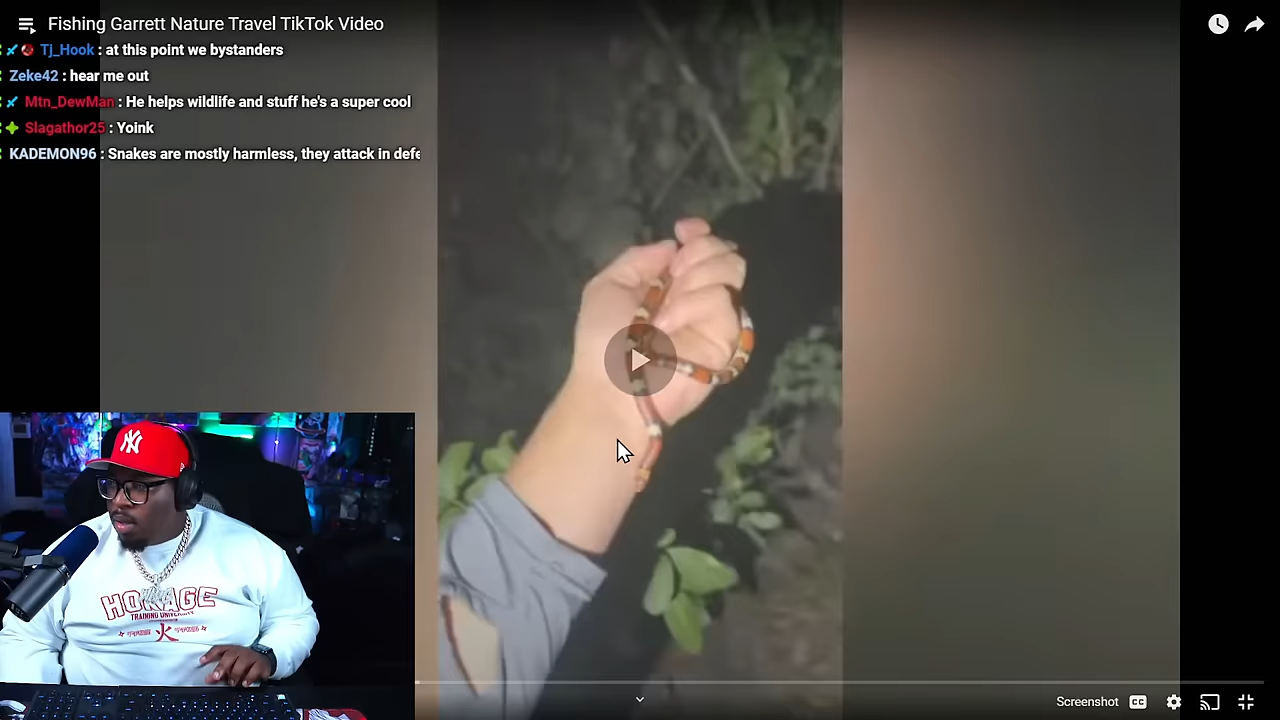 Fishing Garrett Nature Travel TikTok Video
Tj_Hook : at this point we bystanders
Zeke42 : hear me out
Mtn_DewMan : He helps wildlife and stuff he's a super cool
Slagathor25 : Yoink
KADEMON96 : Snakes are mostly harmless, they attack in defe
NY
HOKAGE
TRAINING UNIVERSITY
火
Screenshot
CC